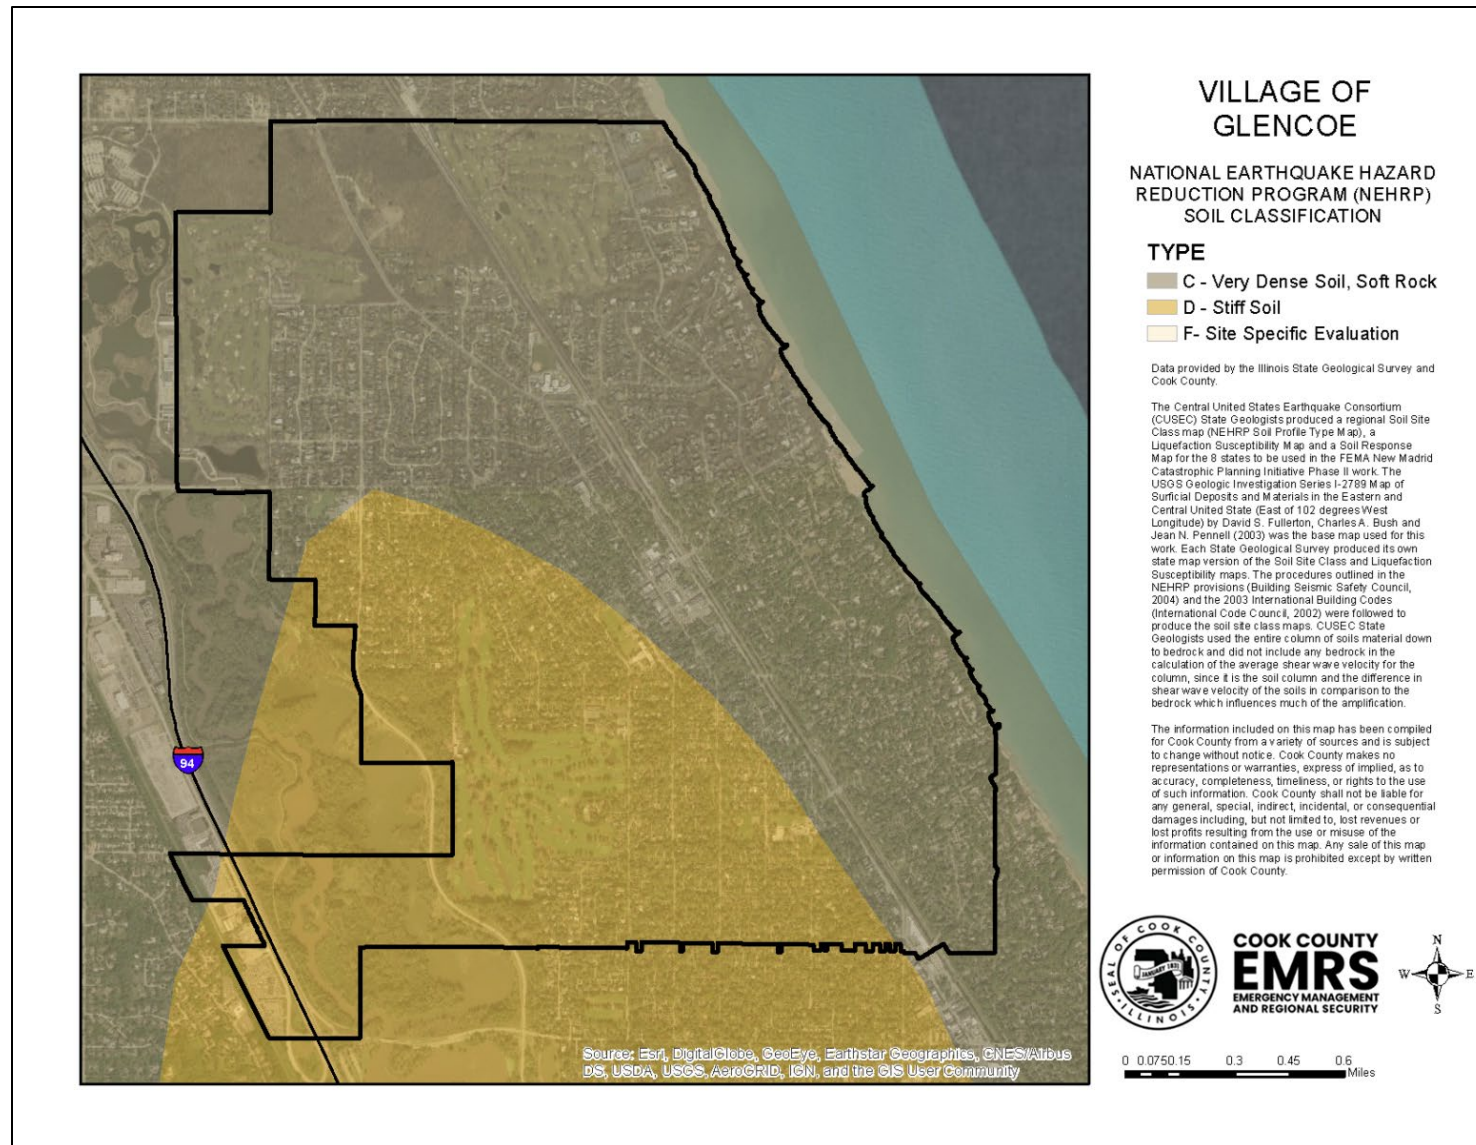 VILLAGE OF
GLENCOE
NATIONAL EARTHQUAKE HAZARD
REDUCTION PROGRAM (NEHRP)
SOIL CLASSIFICATION
TYPE
C - Very Dense Soil, Soft Rock
D - Stiff Soil
F- Site Specific Evaluation
Data provided by the Illinois State Geological Survey and
Cook County.
The Central United States Earthquake Consortium
(CUSEC) State Geologists produced a regional Soil Site
Class map (NEHRP Soil Profile Type Map), a
Liquefaction Susceptibility Map and a Soil Response
Map for the 8 states to be used in the FEMA New Madrid
Catastrophic Planning Initiative Phase II work. The
USGS Geologic Investigation Series I-2789 Map of
Surficial Deposits and Materials in the Eastern and
Central United State (East of 102 degrees West
Longitude) by David S. Fullerton, Charles A. Bush and
Jean N. Pennell (2003) was the base map used for this
work. Each State Geological Survey produced its own
state map version of the Soil Site Class and Liquefaction
Susceptibility maps. The procedures outlined in the
NEHRP provisions (Building Seismic Safety Council,
2004) and the 2003 International Building Codes
(International Code Council, 2002) were followed to
produce the soil site class maps. CUSEC State
Geologists used the entire column of soils material down
to bedrock and did not include any bedrock in the
calculation of the average shear wave velocity for the
column, since it is the soil column and the difference in
shear wave velocity of the soils in comparison to the
bedrock which influences much of the amplification.
The information included on this map has been compiled
for Cook County from a variety of sources and is subject
to change without notice. Cook County makes no
representations or warranties, express of implied, as to
accuracy, completeness, timeliness, or rights to the use
of such information. Cook County shall not be liable for
any general, special, indirect, incidental, or consequential
damages including, but not limited to, lost revenues or
lost profits resulting from the use or misuse of the
information contained on this map. Any sale of this map
or information on this map is prohibited except by written
permission of Cook County.
94
SEAL OF COOK COUNTY
JANUARY 1831
ILLINOIS
COOK COUNTY
EMRS
EMERGENCY MANAGEMENT
AND REGIONAL SECURITY
N
W E
S
Source: Esri, DigitalGlobe, GeoEye, Earthstar Geographics, CNES/Airbus
DS, USDA, USGS, AeroGRID, IGN, and the GIS User Community
0 0.075 0.15 0.3 0.45 0.6
Miles